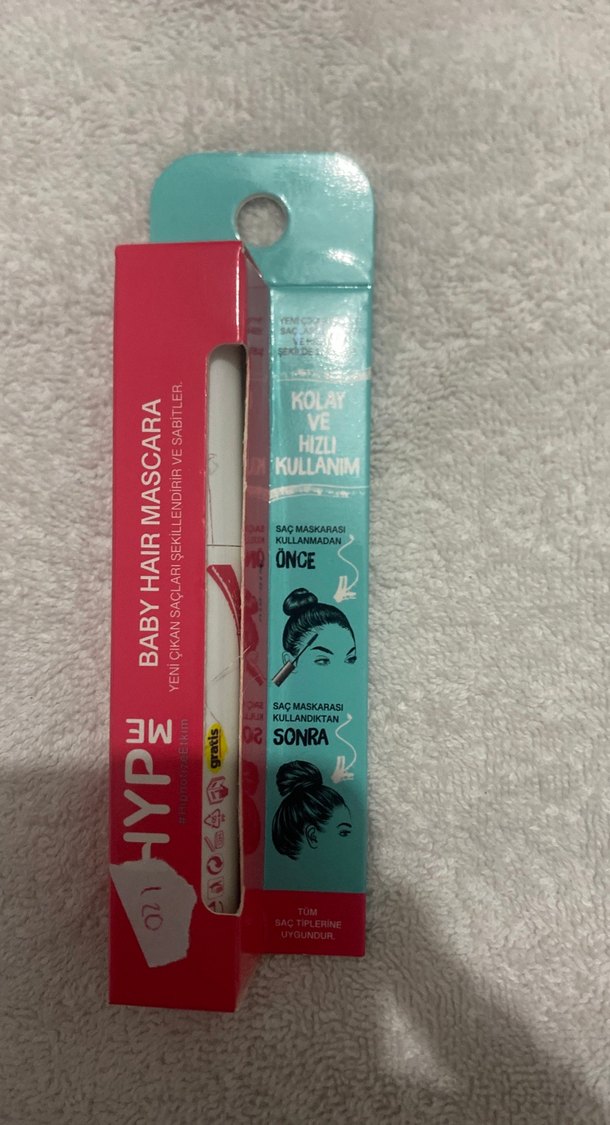 BABY HAIR MASCARA
YENİ ÇIKAN SAÇLARI ŞEKİLLENDİRİR VE SABİTLER.
HYPE
ME
#HipnotizeEtkim
120
gratis
KOLAY
VE
HIZLI
KULLANIM
SAÇ MASKARASI
KULLANMADAN
ÖNCE
SAÇ MASKARASI
KULLANDIKTAN
SONRA
TÜM
SAÇ TİPLERİNE
UYGUNDUR.